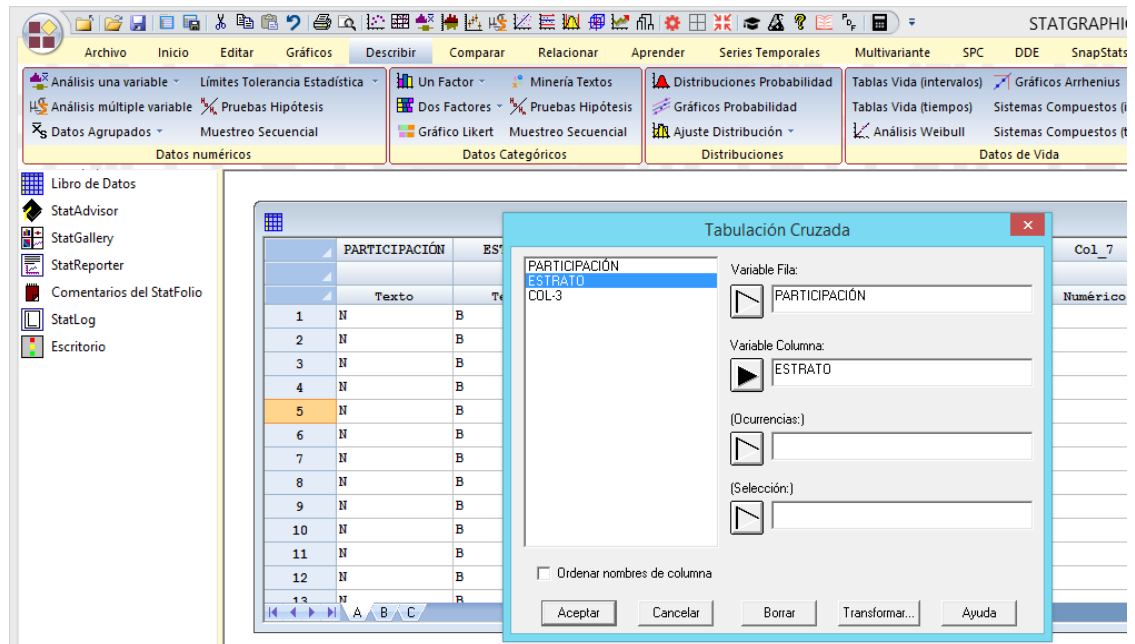 STATGRAPHIC
Archivo Inicio Editar Gráficos Describir Comparar Relacionar Aprender Series Temporales Multivariante SPC DDE SnapStats
Análisis una variable Límites Tolerancia Estadística Un Factor Minería Textos Distribuciones Probabilidad Tablas Vida (intervalos) Gráficos Arrhenius
Análisis múltiple variable Pruebas Hipótesis Dos Factores Pruebas Hipótesis Gráficos Probabilidad Tablas Vida (tiempos) Sistemas Compuestos (i
Datos Agrupados Muestreo Secuencial Gráfico Likert Muestreo Secuencial Ajuste Distribución Análisis Weibull Sistemas Compuestos (t
Datos numéricos Datos Categóricos Distribuciones Datos de Vida
Libro de Datos
StatAdvisor
StatGallery
StatReporter
Comentarios del StatFolio
StatLog
Escritorio
PARTICIPACIÓN EST Col_7
Texto Te Numérico
1 N B
2 N B
3 N B
4 N B
5 N B
6 N B
7 N B
8 N B
9 N B
10 N B
11 N B
12 N B
13 N B
A B C
Tabulación Cruzada
PARTICIPACIÓN
ESTRATO
COL-3
Variable Fila:
PARTICIPACIÓN
Variable Columna:
ESTRATO
(Ocurrencias:)
(Selección:)
Ordenar nombres de columna
Aceptar Cancelar Borrar Transformar... Ayuda